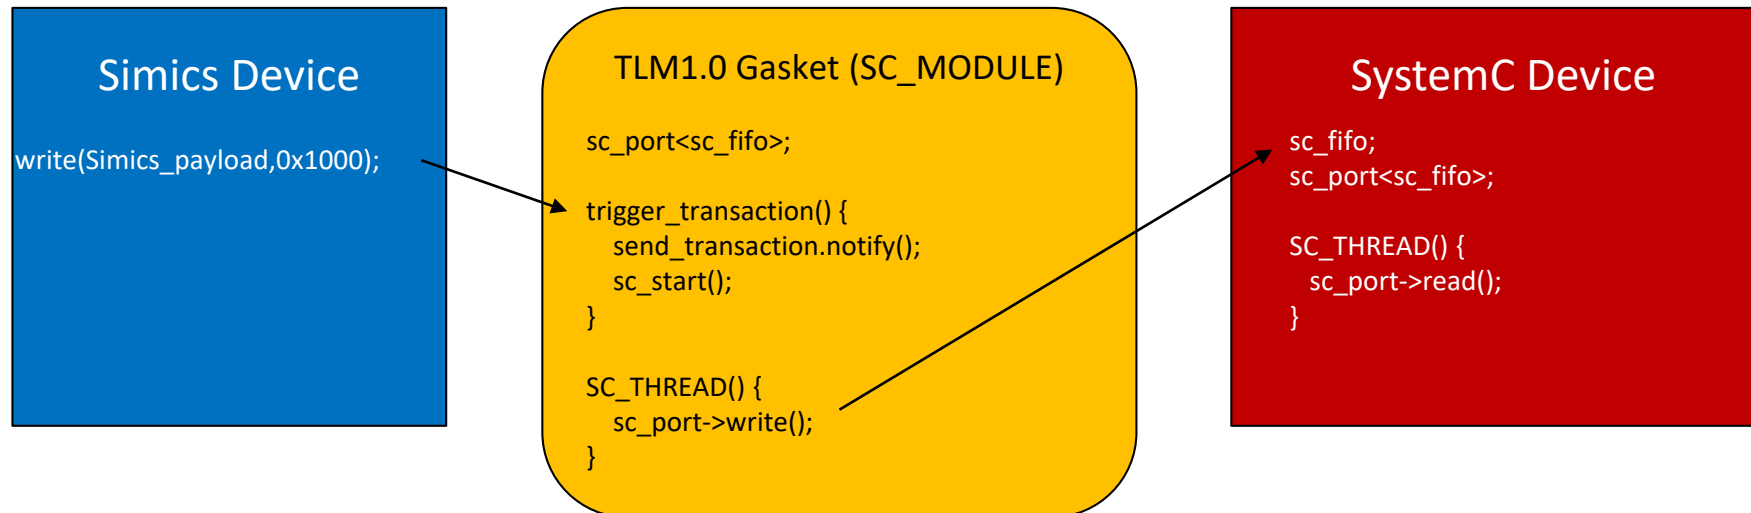 Simics Device
write(Simics_payload,0x1000);
TLM1.0 Gasket (SC_MODULE)
sc_port<sc_fifo>;
trigger_transaction() {
send_transaction.notify();
sc_start();
}
SC_THREAD() {
sc_port->write();
}
SystemC Device
sc_fifo;
sc_port<sc_fifo>;
SC_THREAD() {
sc_port->read();
}